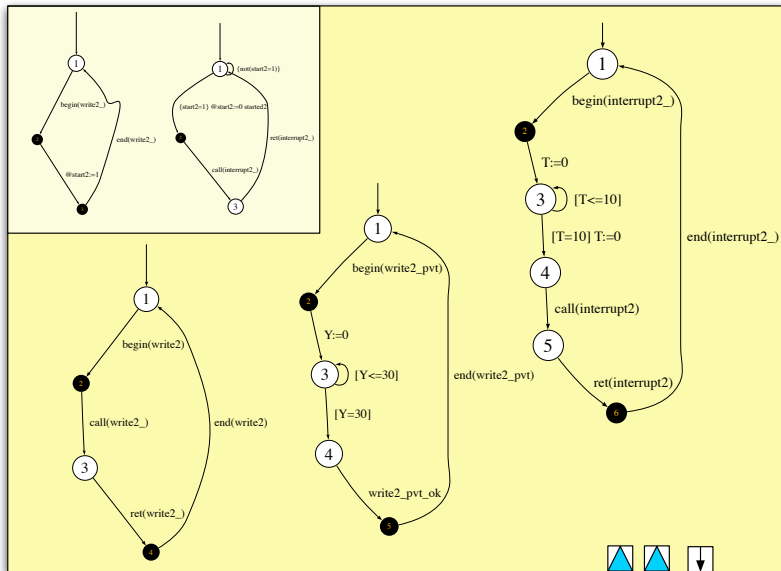 1
begin(write2_)
2
end(write2_)
@start2:=1
3
1
{not(start2=1)}
{start2=1} @start2:=0 started2
2
ret(interrupt2_)
call(interrupt2_)
3
1
begin(write2)
2
call(write2_)
end(write2)
3
ret(write2_)
4
1
begin(write2_pvt)
2
Y:=0
3
[Y<=30]
end(write2_pvt)
[Y=30]
4
write2_pvt_ok
5
1
begin(interrupt2_)
2
T:=0
3
[T<=10]
end(interrupt2_)
[T=10] T:=0
4
call(interrupt2)
5
ret(interrupt2)
6